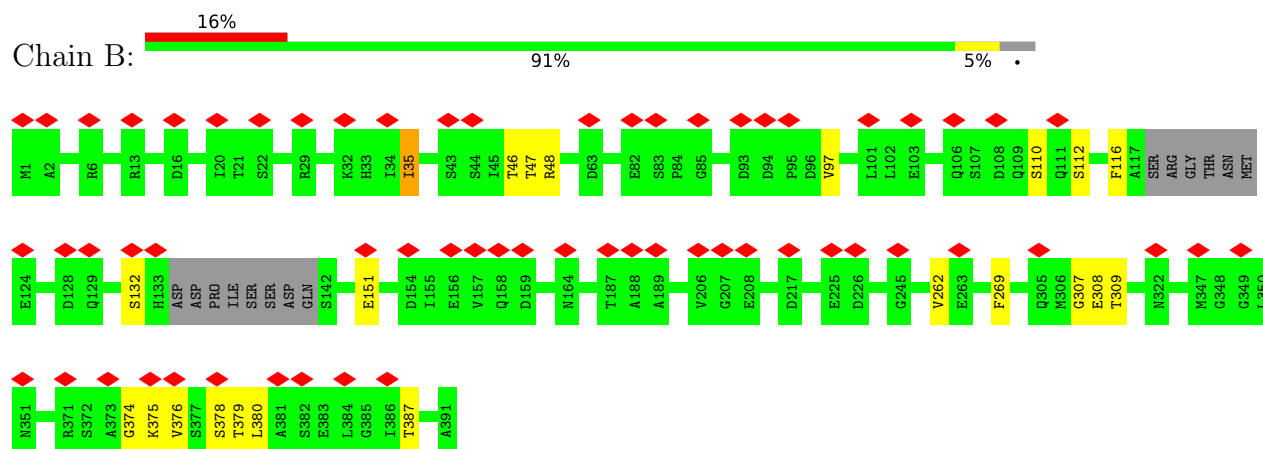 16%
Chain B:
91% 5% •
M1 A2 R6 R13 D16 I20 T21 S22 R29 K32 H33 I34 I35 S43 S44 I45 T46 T47 R48 D63 E82 S83 P84 G85 D93 D94 P95 D96 V97 L101 L102 E103 Q106 S107 D108 Q109 S110 Q111 S112 F116 A117 SER ARG GLY THR ASN MET
E124 D128 Q129 S132 H133 ASP ASP PRO ILE SER SER ASP GLN S142 E151 D154 I155 E156 V157 Q158 D159 N164 T187 A188 A189 V206 G207 E208 D217 E225 D226 G245 V262 E263 F269 Q305 M306 G307 E308 T309 N322 M347 G348 G349 L350
N351 R371 S372 A373 G374 K375 V376 S377 S378 T379 L380 A381 S382 E383 L384 G385 I386 T387 A391